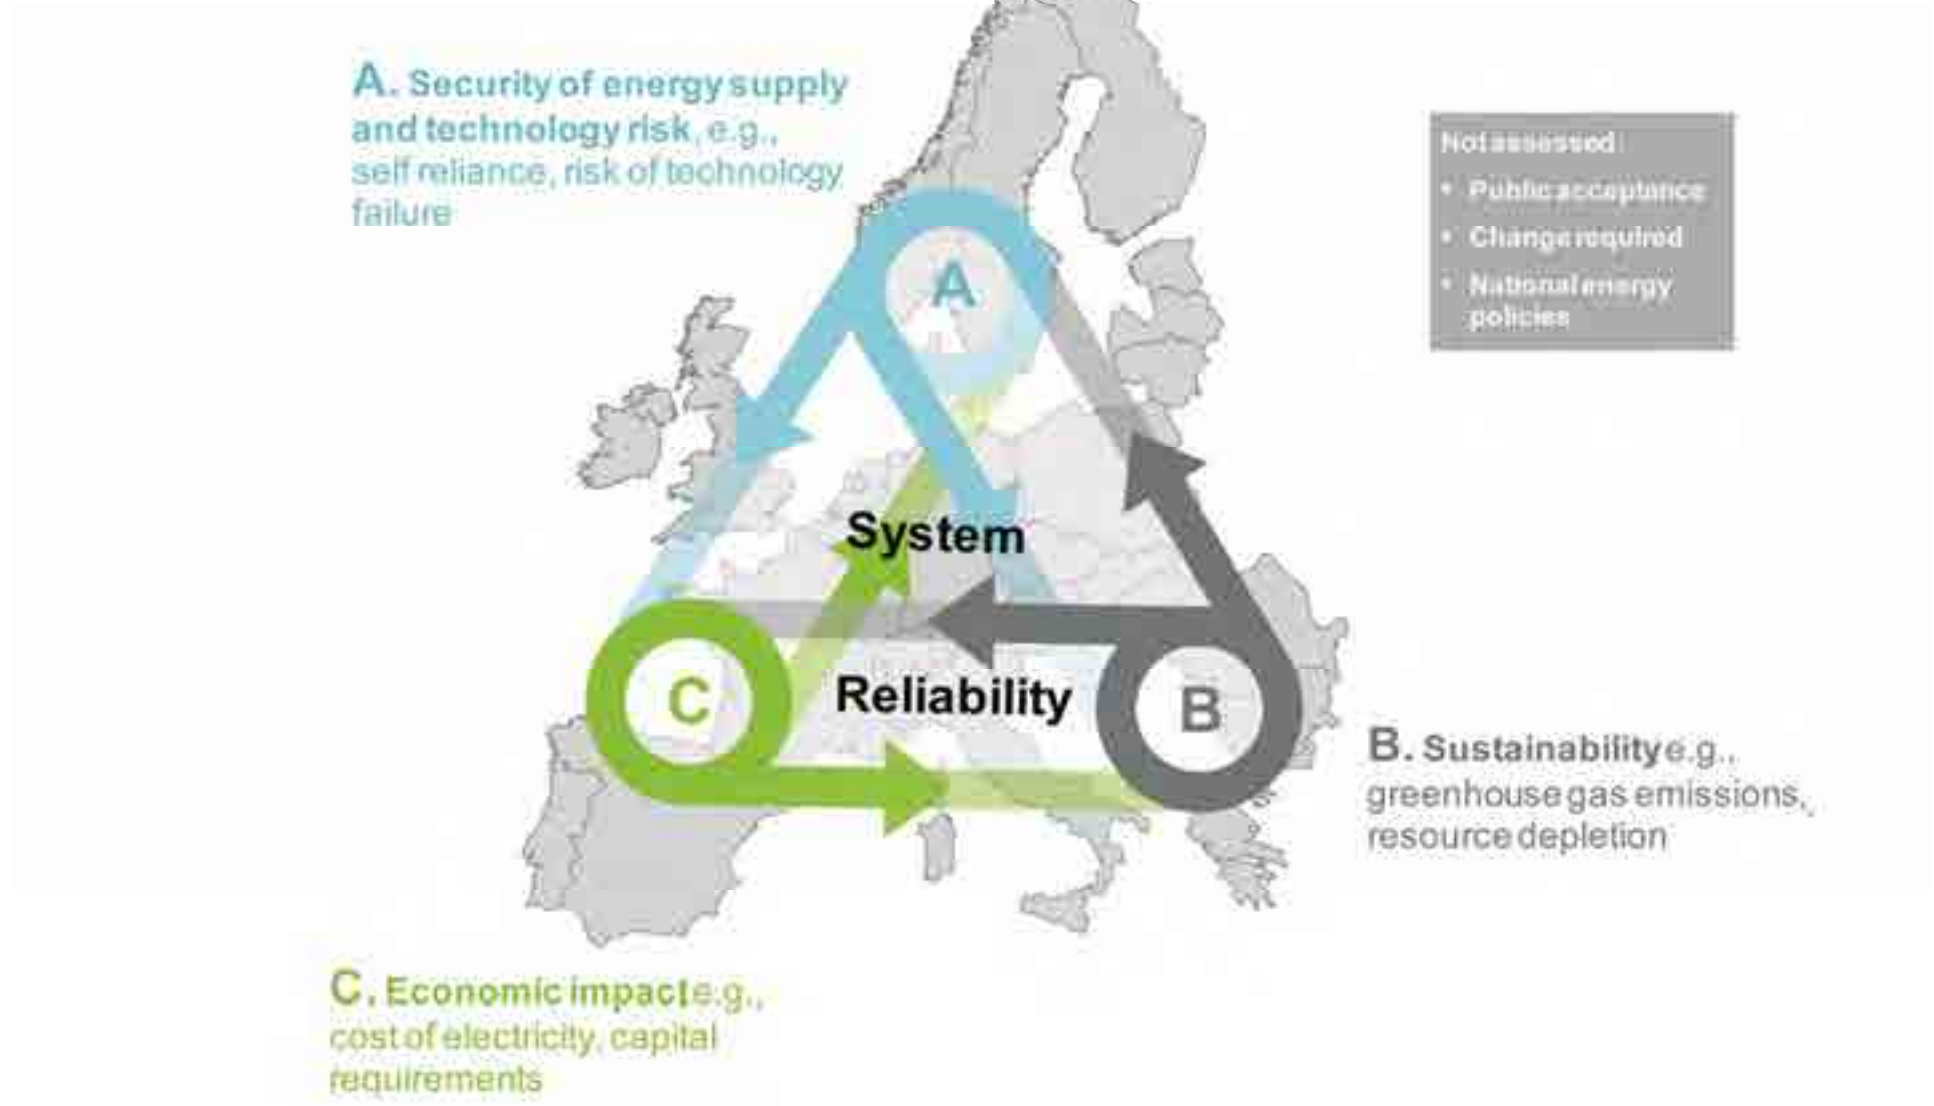 A. Security of energy supply
and technology risk, e.g.,
self reliance, risk of technology
failure
Not assessed:
• Public acceptance
• Change required
• National energy
policies
A
System
Reliability
C
B
B. Sustainability e.g.,
greenhouse gas emissions,
resource depletion
C. Economic impact e.g.,
cost of electricity, capital
requirements